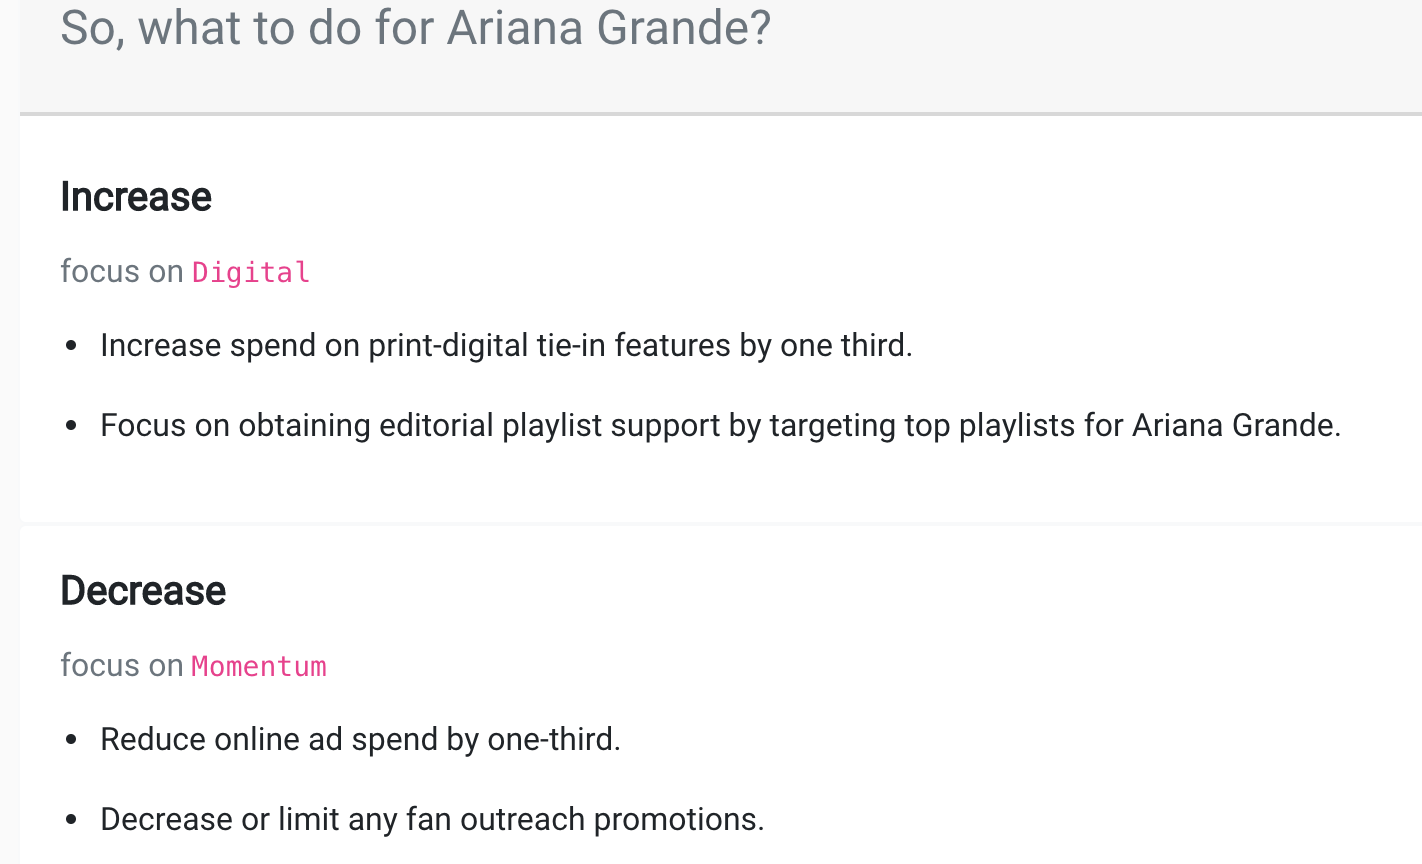 So, what to do for Ariana Grande?
Increase
focus on Digital
• Increase spend on print-digital tie-in features by one third.
• Focus on obtaining editorial playlist support by targeting top playlists for Ariana Grande.
Decrease
focus on Momentum
• Reduce online ad spend by one-third.
• Decrease or limit any fan outreach promotions.